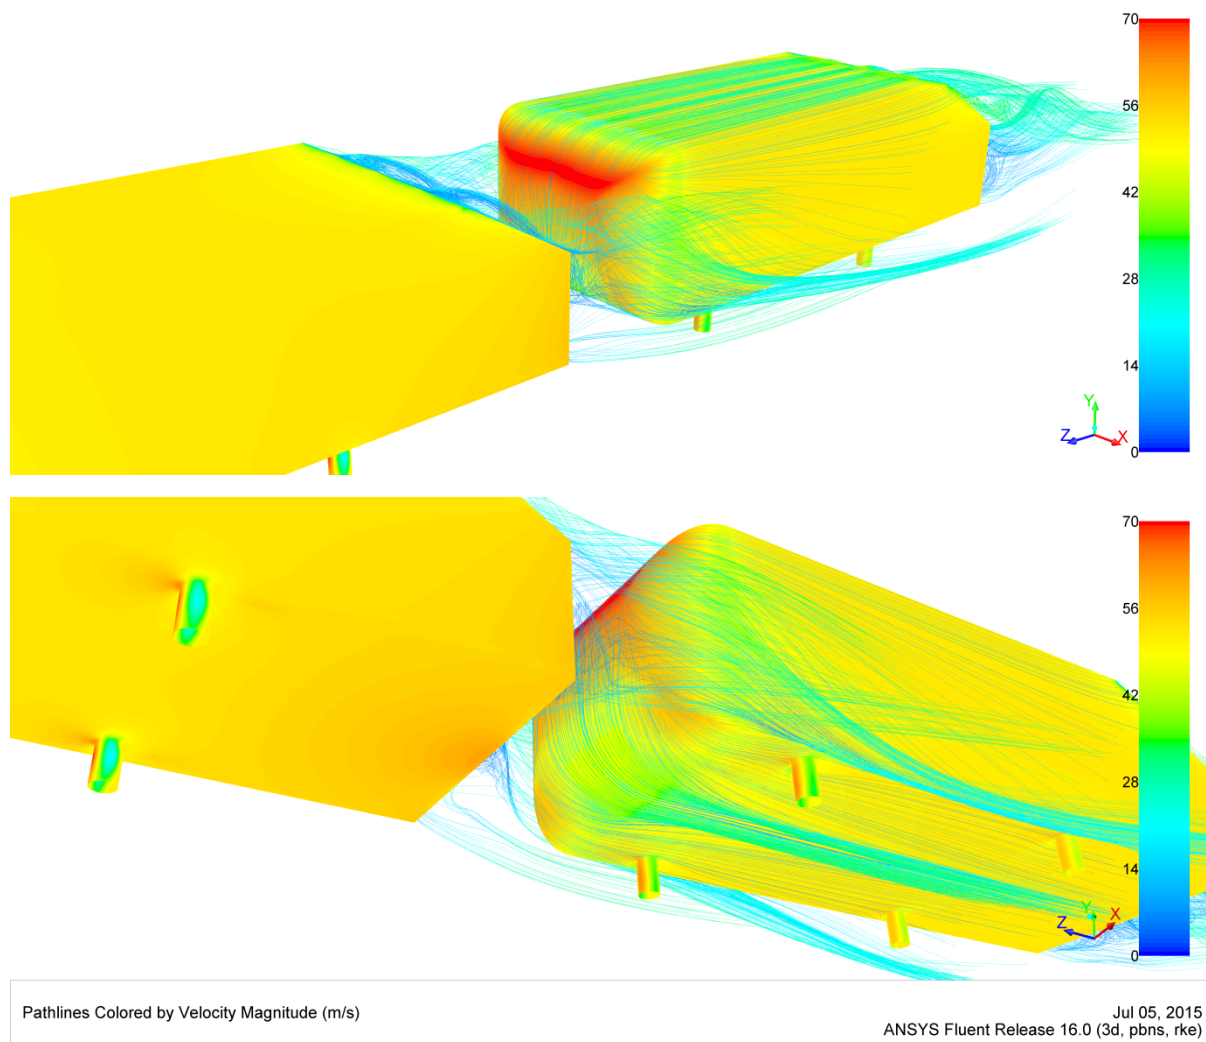 70
56
42
28
14
0
Y
Z
X
70
56
42
28
14
0
Y
X
Z
Pathlines Colored by Velocity Magnitude (m/s)
Jul 05, 2015
ANSYS Fluent Release 16.0 (3d, pbns, rke)